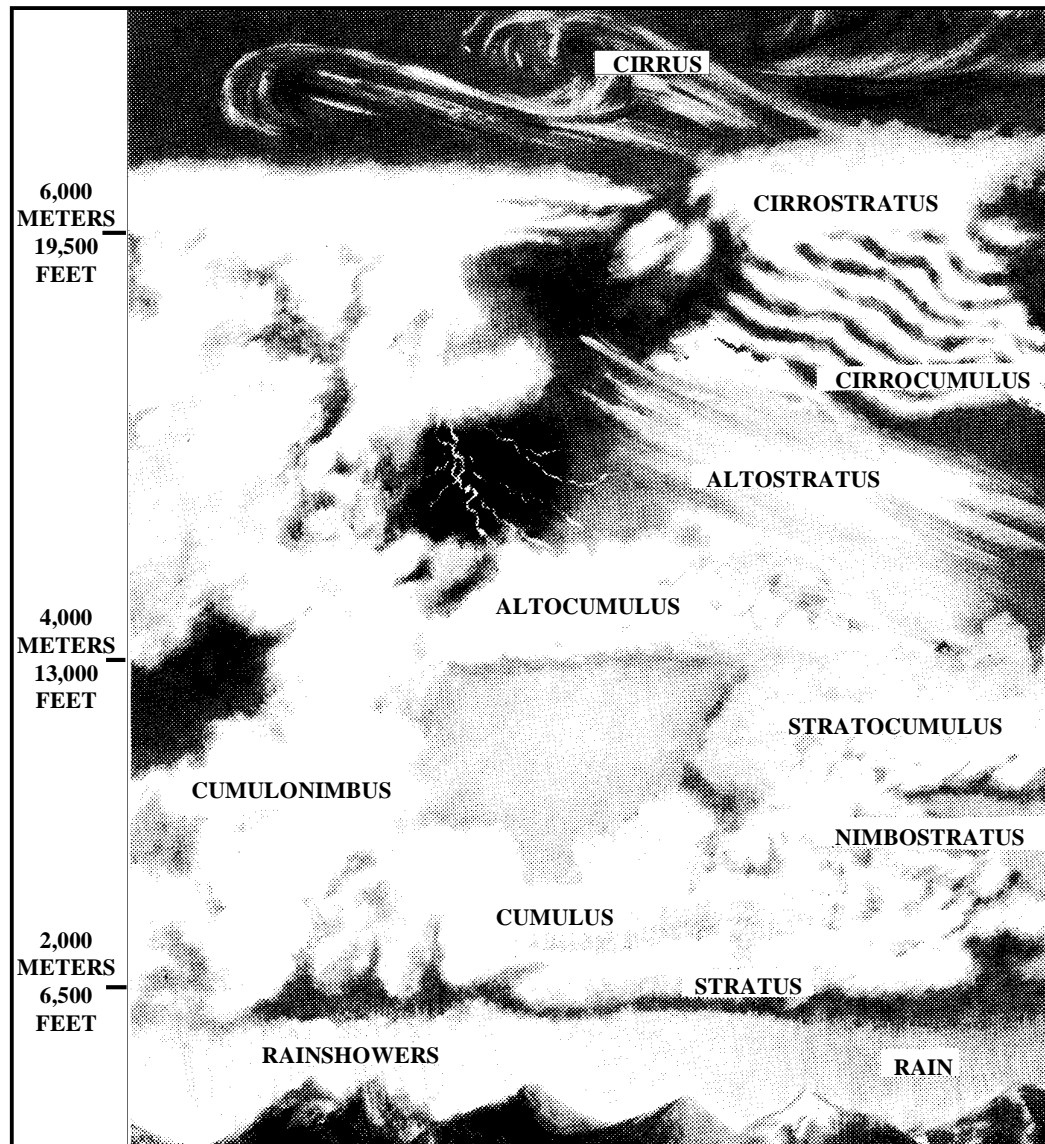 CIRRUS
6,000
METERS
19,500
FEET
CIRROSTRATUS
CIRROCUMULUS
ALTOSTRATUS
ALTOCUMULUS
4,000
METERS
13,000
FEET
STRATOCUMULUS
CUMULONIMBUS
NIMBOSTRATUS
CUMULUS
2,000
METERS
6,500
FEET
STRATUS
RAINSHOWERS
RAIN